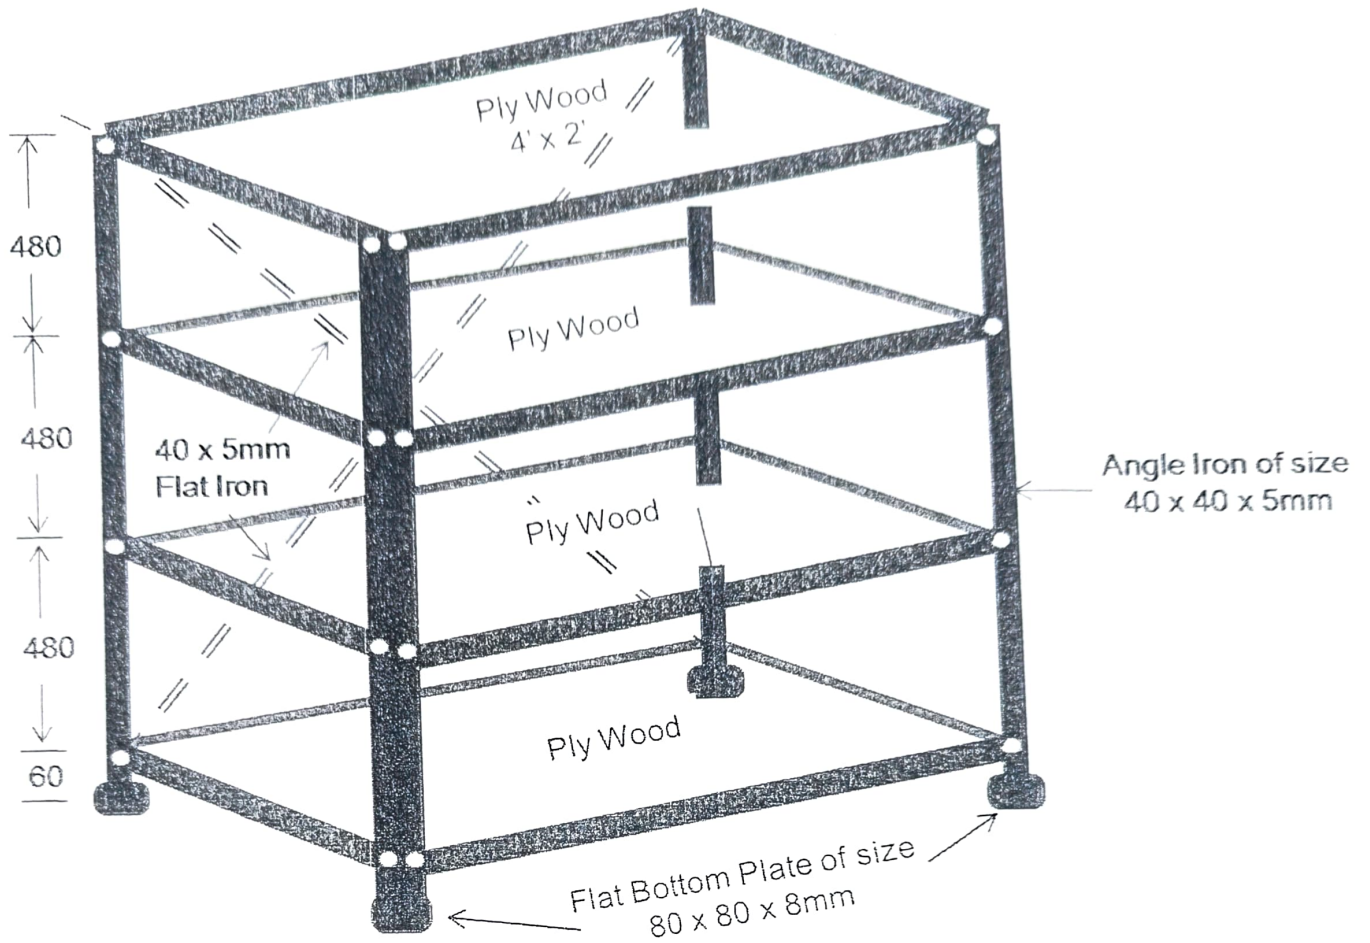 Ply Wood
4' x 2'
480
Ply Wood
480
40 x 5mm
Flat Iron
Angle Iron of size
40 x 40 x 5mm
Ply Wood
480
Ply Wood
60
Flat Bottom Plate of size
80 x 80 x 8mm